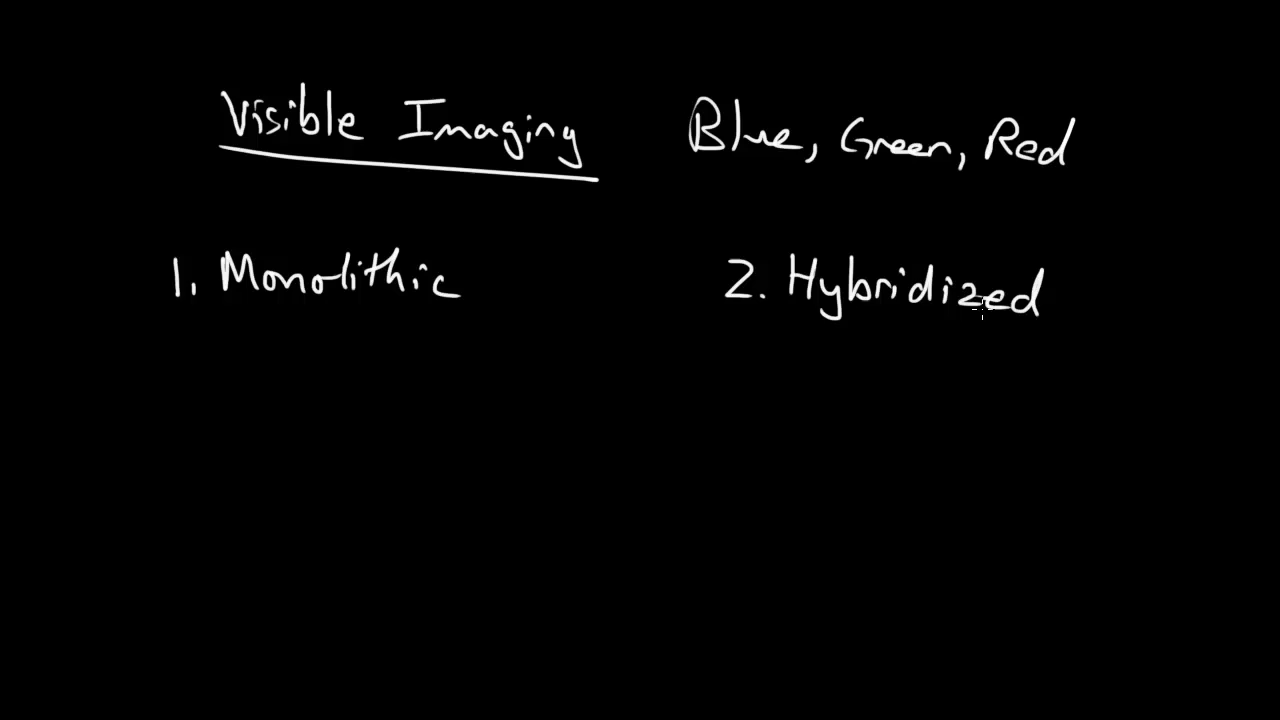 Visible Imaging
Blue, Green, Red
1. Monolithic
2. Hybridized